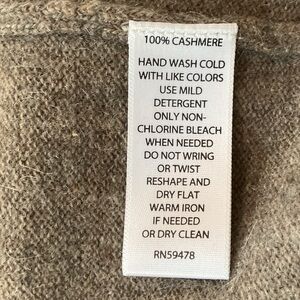 100% CASHMERE
HAND WASH COLD
WITH LIKE COLORS
USE MILD
DETERGENT
ONLY NON-
CHLORINE BLEACH
WHEN NEEDED
DO NOT WRING
OR TWIST
RESHAPE AND
DRY FLAT
WARM IRON
IF NEEDED
OR DRY CLEAN
RN59478